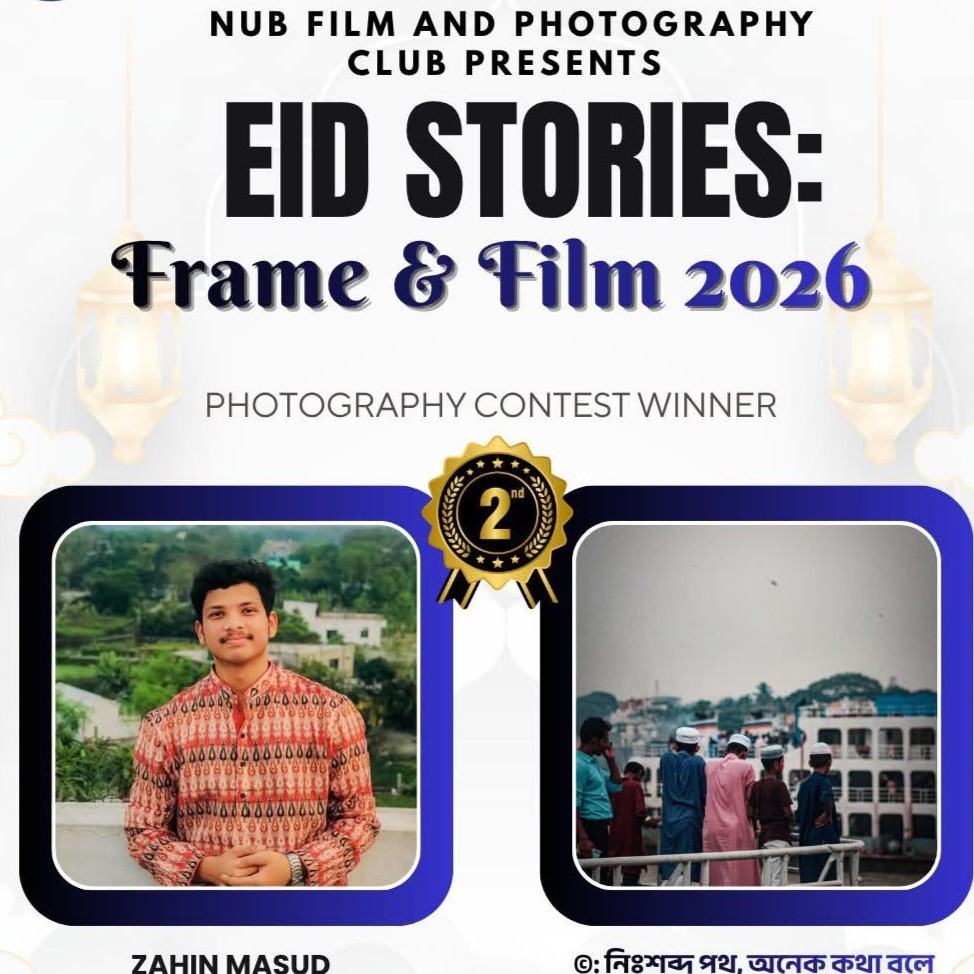 NUB FILM AND PHOTOGRAPHY
CLUB PRESENTS
EID STORIES:
Frame & Film 2026
PHOTOGRAPHY CONTEST WINNER
2nd
ZAHIN MASUD
©: নিঃশব্দ পথ, অনেক কথা বলে